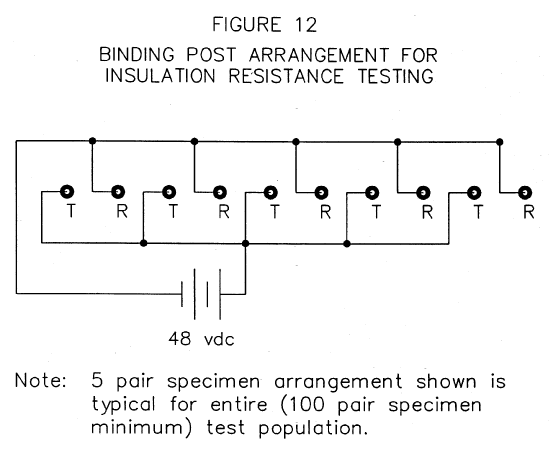 FIGURE 12
BINDING POST ARRANGEMENT FOR
INSULATION RESISTANCE TESTING
T R T R T R T R T R
48 vdc
Note: 5 pair specimen arrangement shown is
typical for entire (100 pair specimen
minimum) test population.